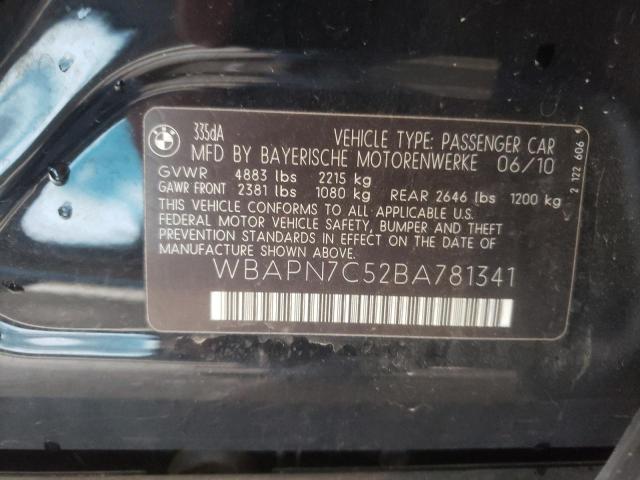 BMW
335dA
VEHICLE TYPE: PASSENGER CAR
MFD BY BAYERISCHE MOTORENWERKE 06/10
GVWR 4883 lbs 2215 kg
GAWR FRONT 2381 lbs 1080 kg REAR 2646 lbs 1200 kg
THIS VEHICLE CONFORMS TO ALL APPLICABLE U.S.
FEDERAL MOTOR VEHICLE SAFETY, BUMPER AND THEFT
PREVENTION STANDARDS IN EFFECT ON THE DATE OF
MANUFACTURE SHOWN ABOVE.
WBAPN7C52BA781341
2 122 606